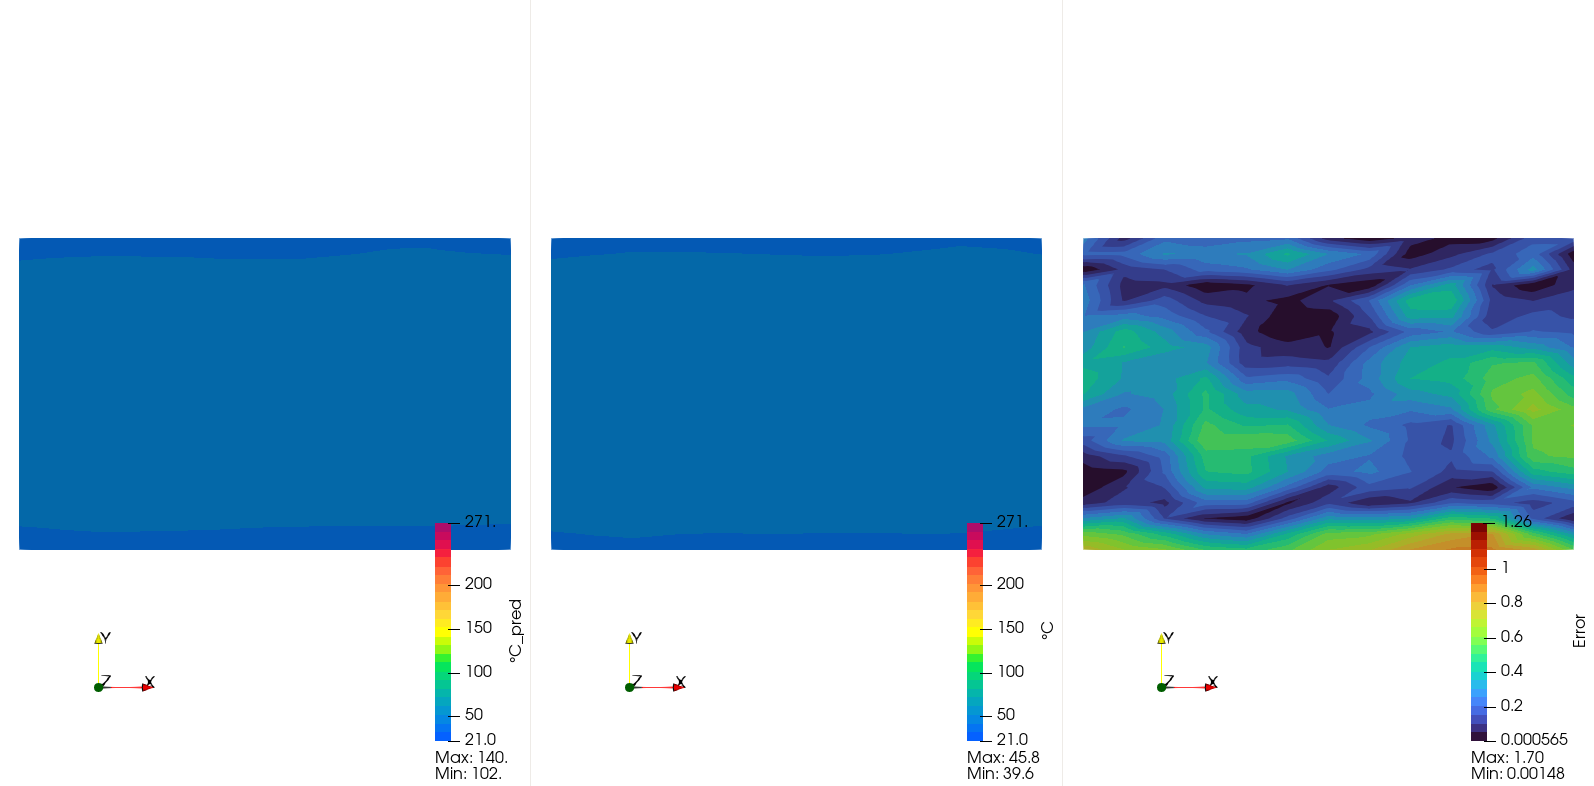 271.
200
150
100
50
21.0
°C_pred
Max: 140.
Min: 102.
Y
Z
X
271.
200
150
100
50
21.0
°C
Max: 45.8
Min: 39.6
Y
Z
X
1.26
1
0.8
0.6
0.4
0.2
0.000565
Error
Max: 1.70
Min: 0.00148
Y
Z
X